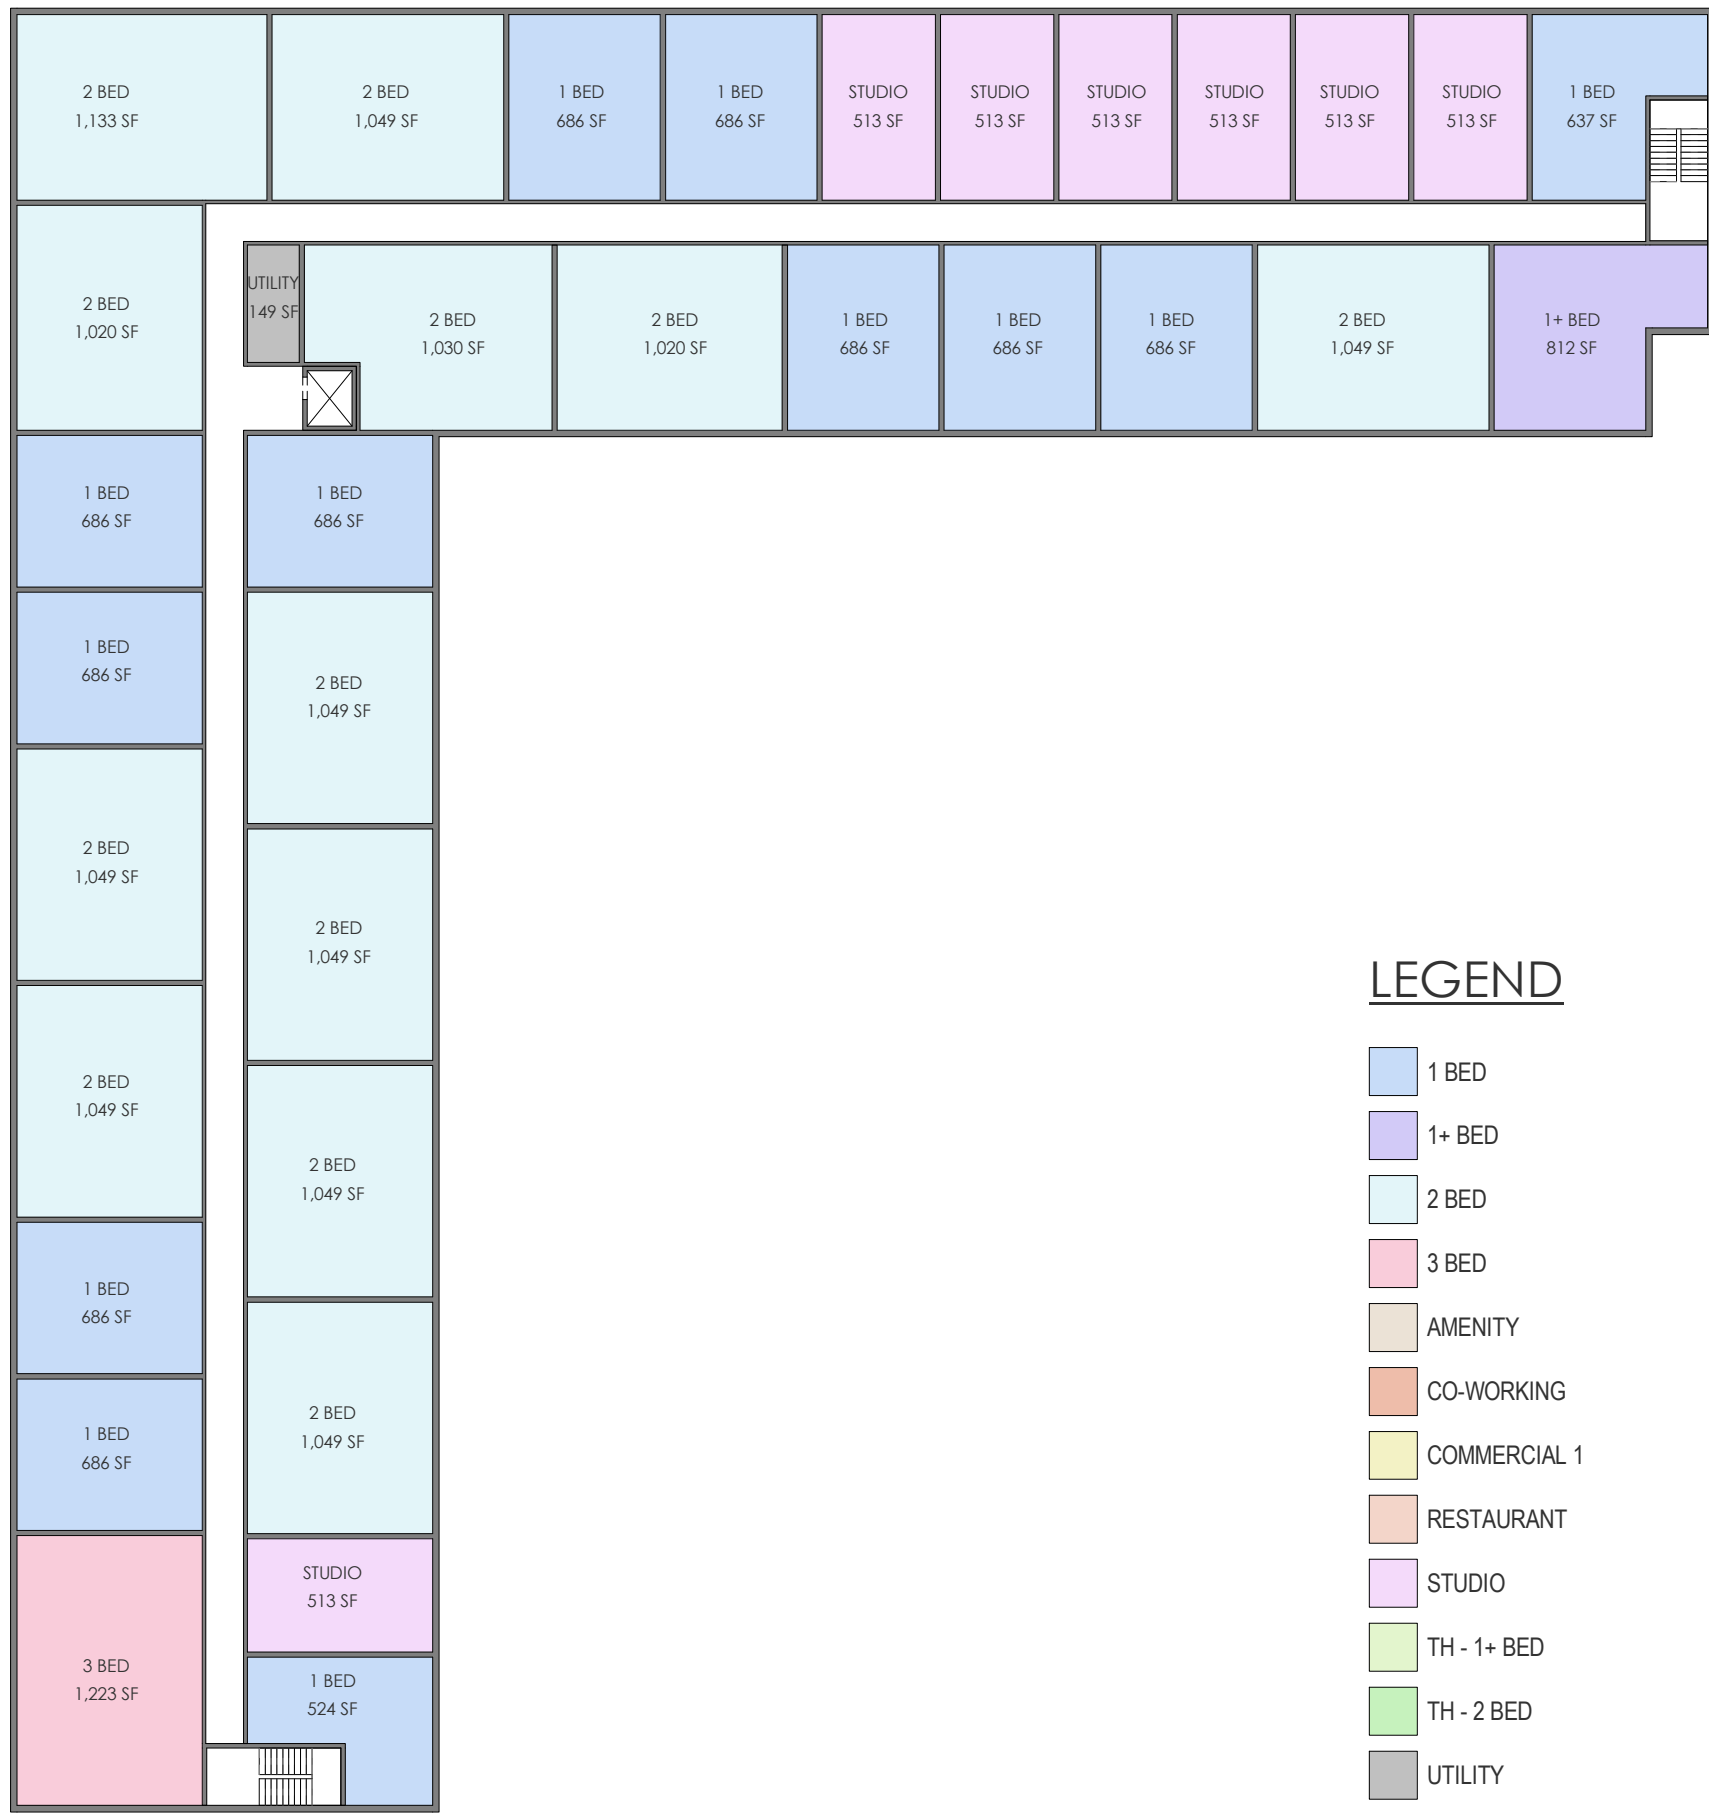 2 BED
1,133 SF
2 BED
1,049 SF
1 BED
686 SF
1 BED
686 SF
STUDIO
513 SF
STUDIO
513 SF
STUDIO
513 SF
STUDIO
513 SF
STUDIO
513 SF
STUDIO
513 SF
1 BED
637 SF
2 BED
1,020 SF
UTILITY
149 SF
2 BED
1,030 SF
2 BED
1,020 SF
1 BED
686 SF
1 BED
686 SF
1 BED
686 SF
2 BED
1,049 SF
1+ BED
812 SF
1 BED
686 SF
1 BED
686 SF
1 BED
686 SF
2 BED
1,049 SF
2 BED
1,049 SF
2 BED
1,049 SF
2 BED
1,049 SF
2 BED
1,049 SF
1 BED
686 SF
2 BED
1,049 SF
1 BED
686 SF
STUDIO
513 SF
3 BED
1,223 SF
1 BED
524 SF
LEGEND
1 BED
1+ BED
2 BED
3 BED
AMENITY
CO-WORKING
COMMERCIAL 1
RESTAURANT
STUDIO
TH - 1+ BED
TH - 2 BED
UTILITY